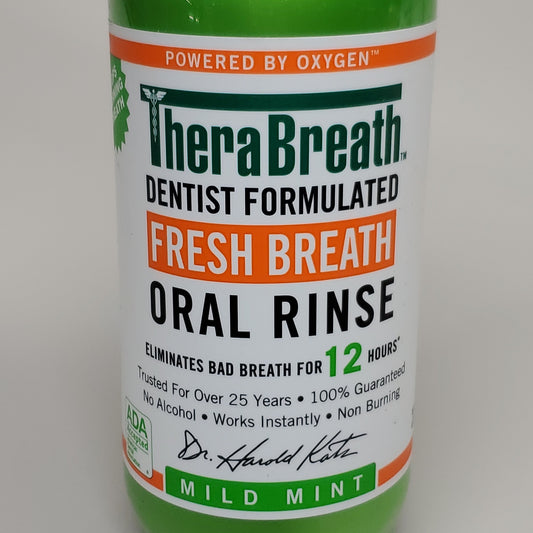 POWERED BY OXYGEN™
TheraBreath™
DENTIST FORMULATED
FRESH BREATH
ORAL RINSE
ELIMINATES BAD BREATH FOR 12 HOURS*
Trusted For Over 25 Years • 100% Guaranteed
No Alcohol • Works Instantly • Non Burning
ADA
Accepted
Dr. Harold Katz
MILD MINT